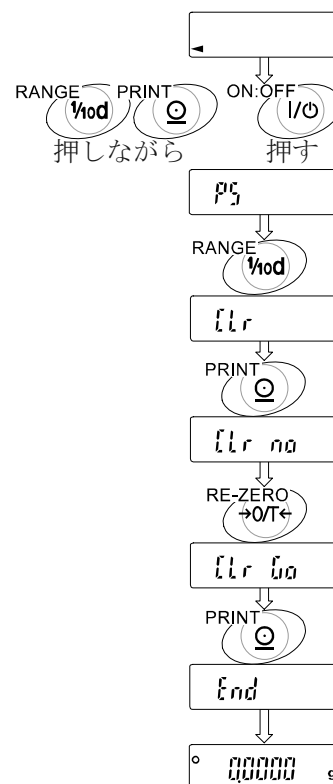 RANGE PRINT ON:OFF
1/10d I/⏻
押しながら 押す
PS
RANGE
1/10d
CLr
PRINT
CLr no
RE-ZERO
→0/T←
CLr Go
PRINT
End
0.0000 g